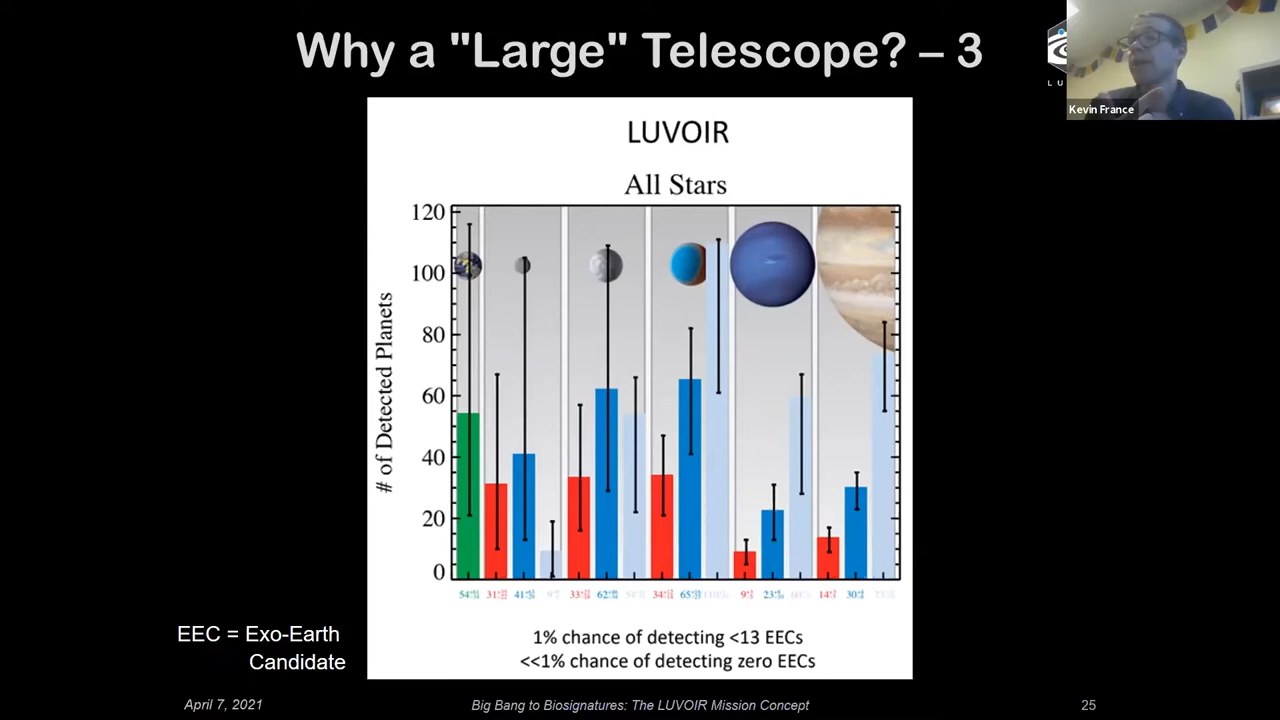 Why a "Large" Telescope? – 3
Kevin France
LUVOIR
All Stars
# of Detected Planets
120
100
80
60
40
20
0
54 31 41 33 62 34 65 9 23 14 30
1% chance of detecting <13 EECs
<<1% chance of detecting zero EECs
EEC = Exo-Earth
Candidate
April 7, 2021
Big Bang to Biosignatures: The LUVOIR Mission Concept
25